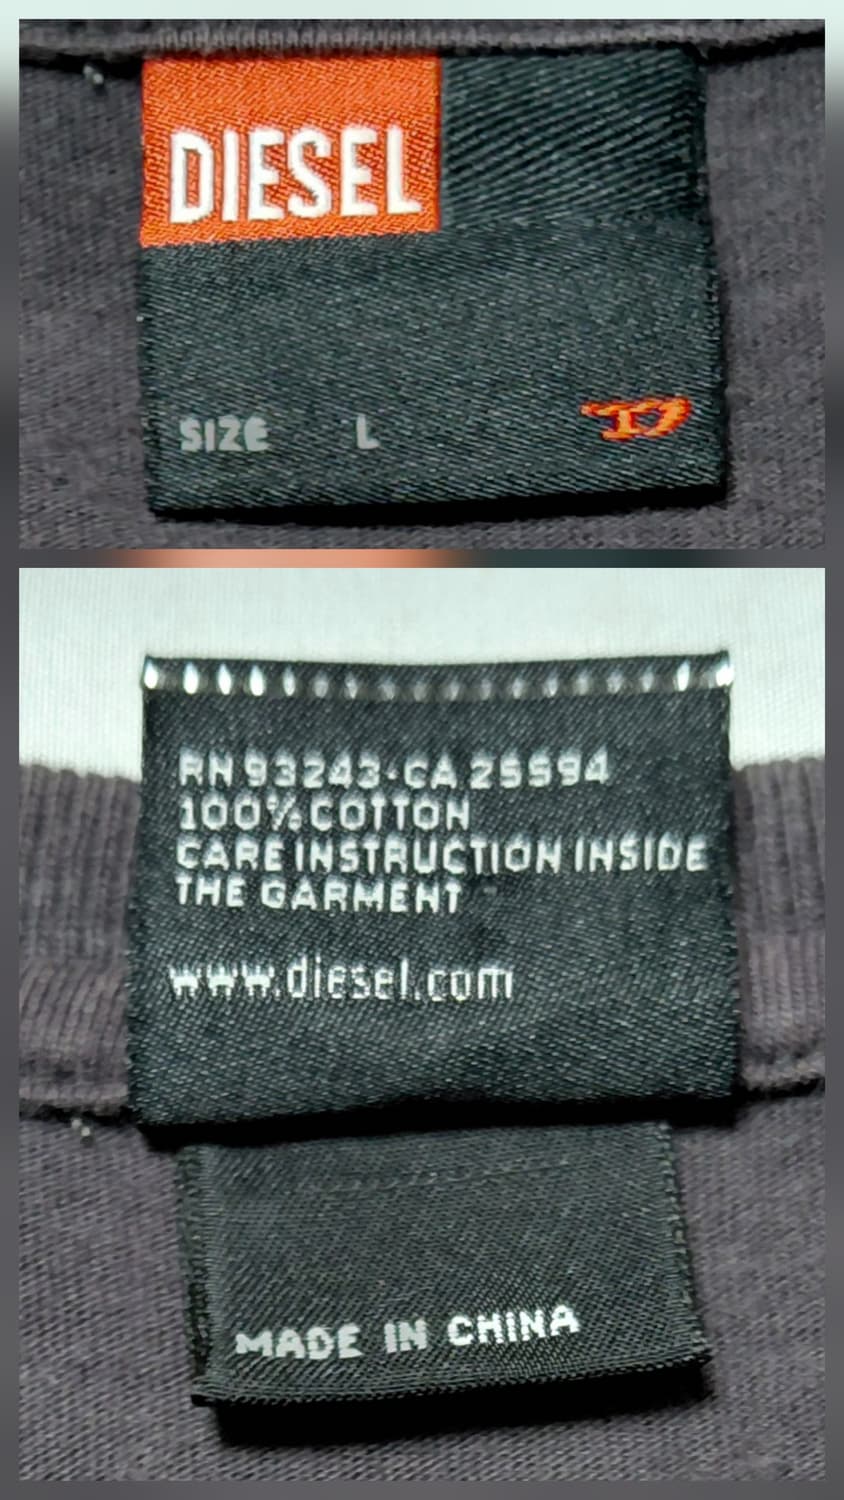 DIESEL
SIZE L
D
RN 93243·CA 25594
100% COTTON
CARE INSTRUCTION INSIDE
THE GARMENT
www.diesel.com
MADE IN CHINA